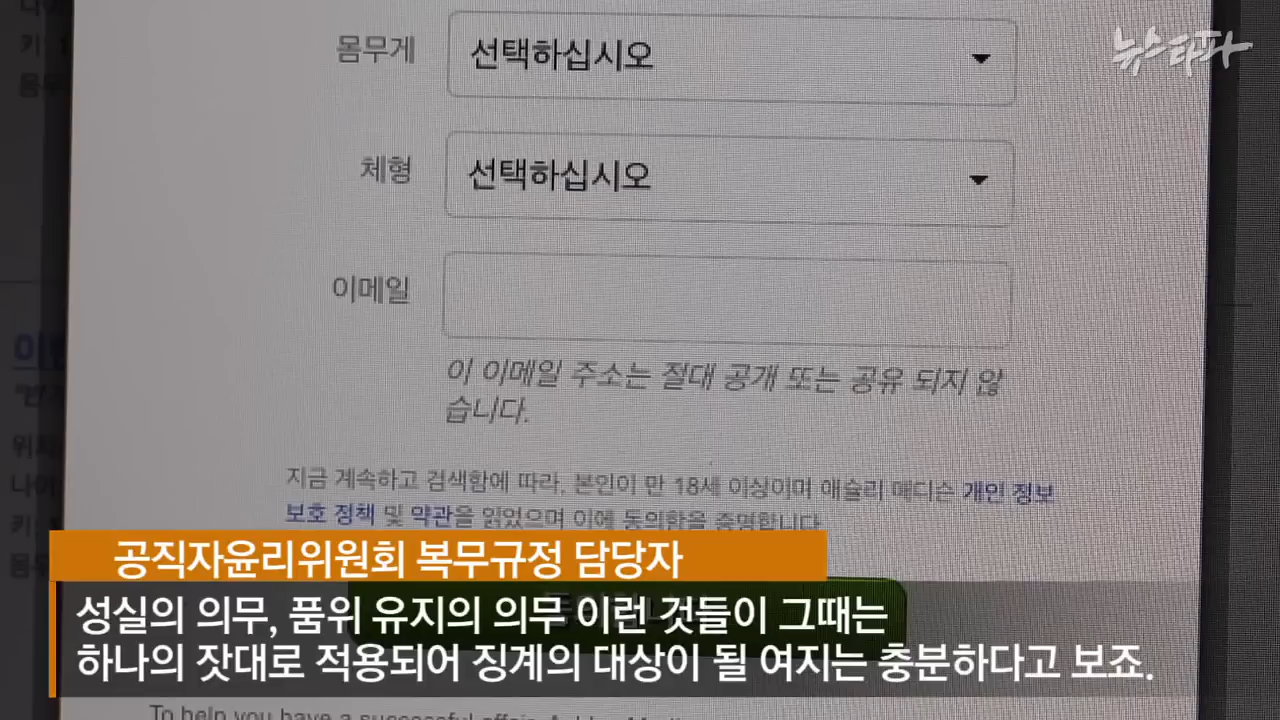 몸무게 선택하십시오
뉴스타파
체형 선택하십시오
이메일
이 이메일 주소는 절대 공개 또는 공유 되지 않
습니다.
지금 계속하고 검색함에 따라, 본인이 만 18세 이상이며 애슐리 매디슨 개인 정보
보호 정책 및 약관을 읽었으며 이에 동의함을 증명합니다
공직자윤리위원회 복무규정 담당자
성실의 의무, 품위 유지의 의무 이런 것들이 그때는
하나의 잣대로 적용되어 징계의 대상이 될 여지는 충분하다고 보죠.
To help you have a successful affair Ashley